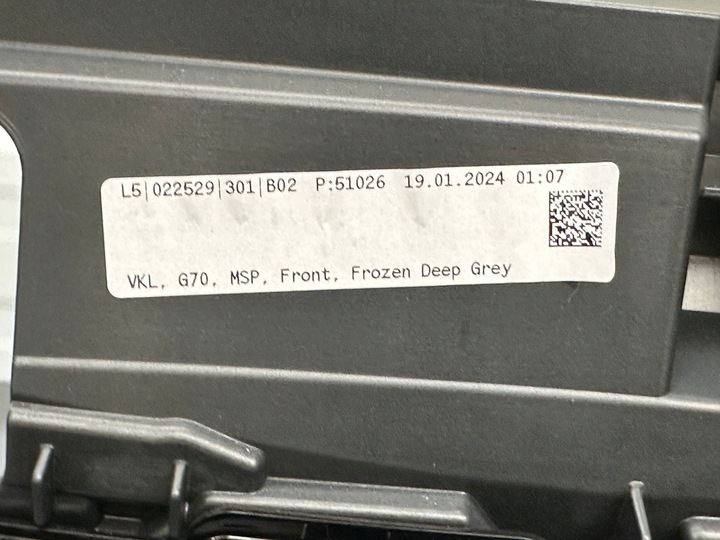 L5|022529|301|B02 P:51026 19.01.2024 01:07
VKL, G70, MSP, Front, Frozen Deep Grey